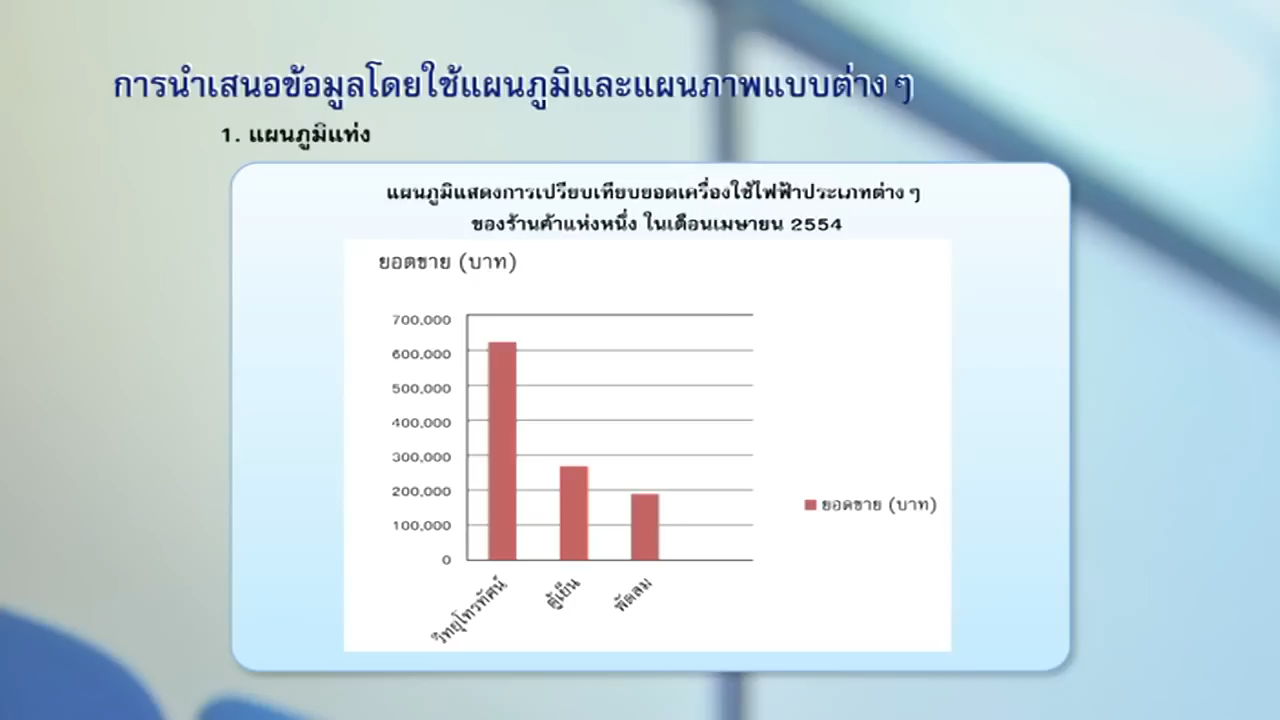 การนำเสนอข้อมูลโดยใช้แผนภูมิและแผนภาพแบบต่าง ๆ
1. แผนภูมิแท่ง
แผนภูมิแสดงการเปรียบเทียบยอดเครื่องใช้ไฟฟ้าประเภทต่าง ๆ
ของร้านค้าแห่งหนึ่ง ในเดือนเมษายน 2554
ยอดขาย (บาท)
700,000
600,000
500,000
400,000
300,000
200,000
100,000
0
วิทยุโทรทัศน์
ตู้เย็น
พัดลม
ยอดขาย (บาท)